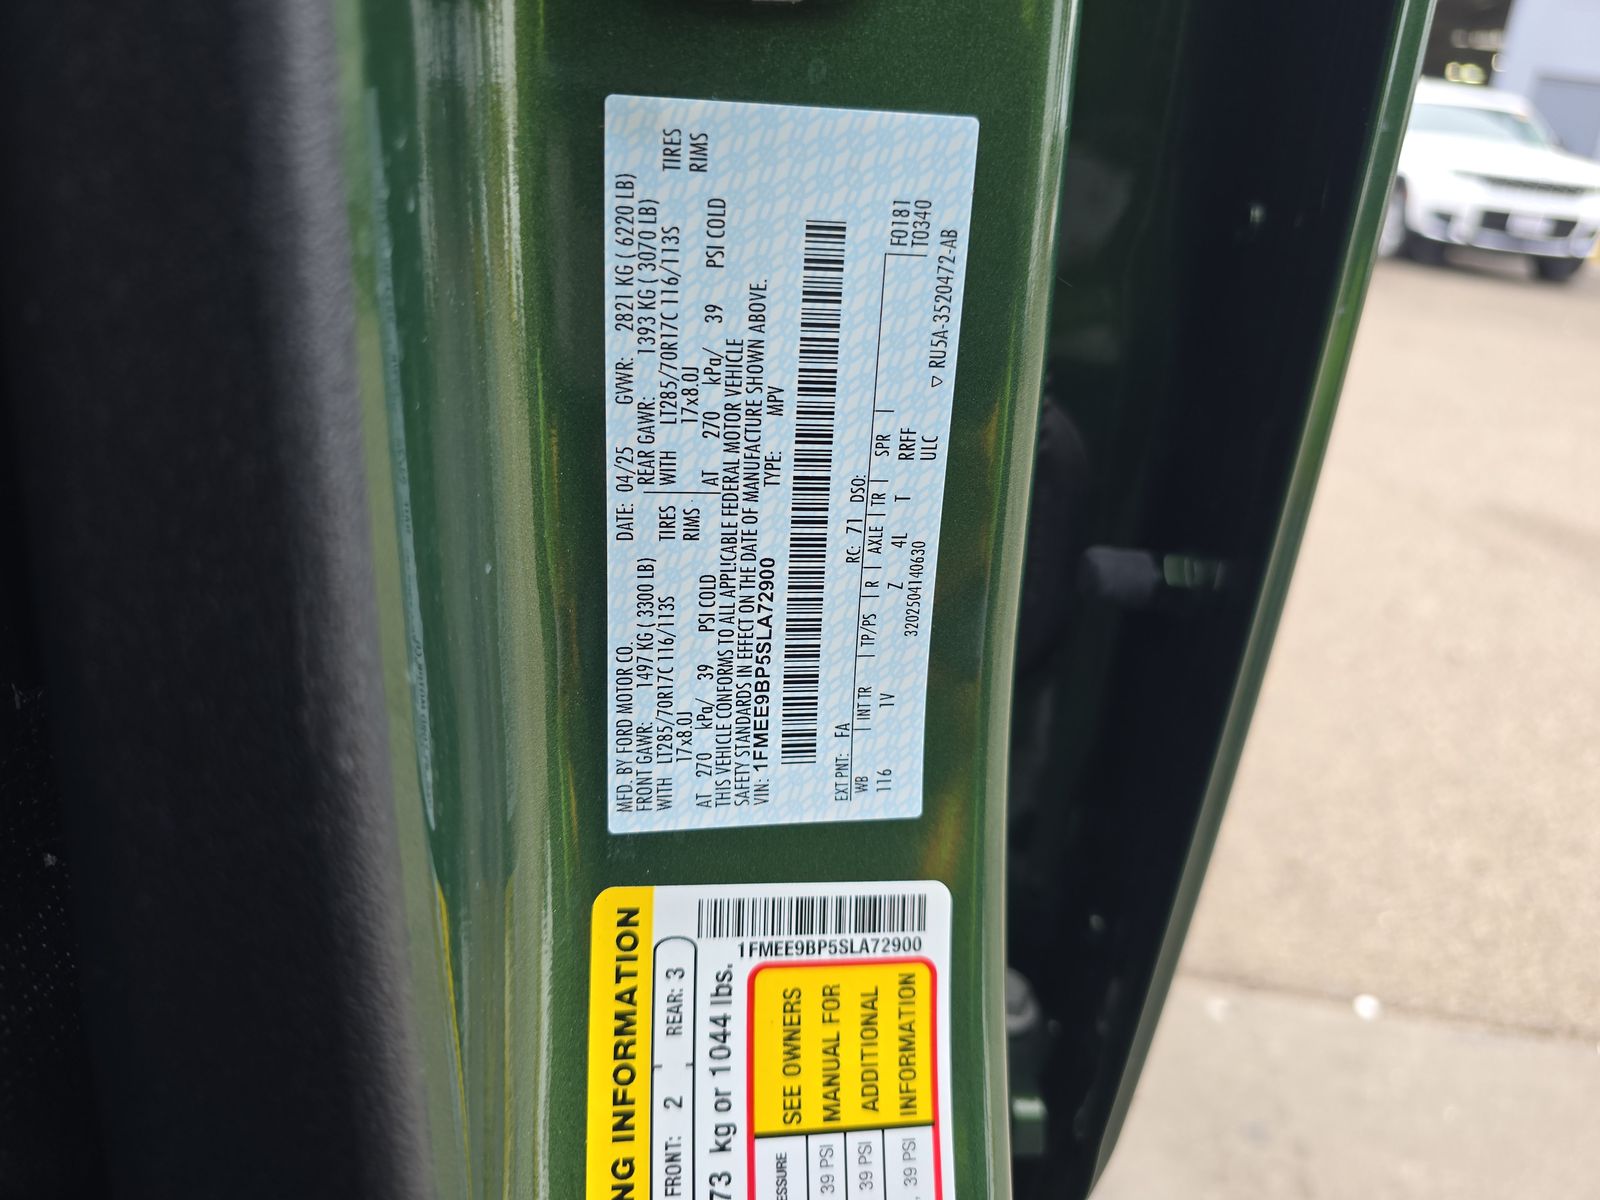 MFD. BY FORD MOTOR CO.
DATE: 04/25 GVWR: 2821 KG ( 6220 LB)
FRONT GAWR: 1497 KG ( 3300 LB)
REAR GAWR: 1393 KG ( 3070 LB)
WITH LT285/70R17C 116/113S TIRES
WITH LT285/70R17C 116/113S TIRES
17x8.0J RIMS
17x8.0J RIMS
AT 270 kPa/ 39 PSI COLD
AT 270 kPa/ 39 PSI COLD
THIS VEHICLE CONFORMS TO ALL APPLICABLE FEDERAL MOTOR VEHICLE
SAFETY STANDARDS IN EFFECT ON THE DATE OF MANUFACTURE SHOWN ABOVE.
VIN: 1FMEE9BP5SLA72900 TYPE: MPV
EXT PNT: FA RC: 71 DSO:
WB INT TR TP/PS R AXLE TR SPR
116 1V Z 4L T RRFF
F0181
T0340
ULC
320250414​0630
▽ RU5A-3520472-AB
NG INFORMATION
FRONT: 2 REAR: 3
73 kg or 1044 lbs.
1FMEE9BP5SLA72900
ESSURE
39 PSI
39 PSI
, 39 PSI
SEE OWNERS
MANUAL FOR
ADDITIONAL
INFORMATION